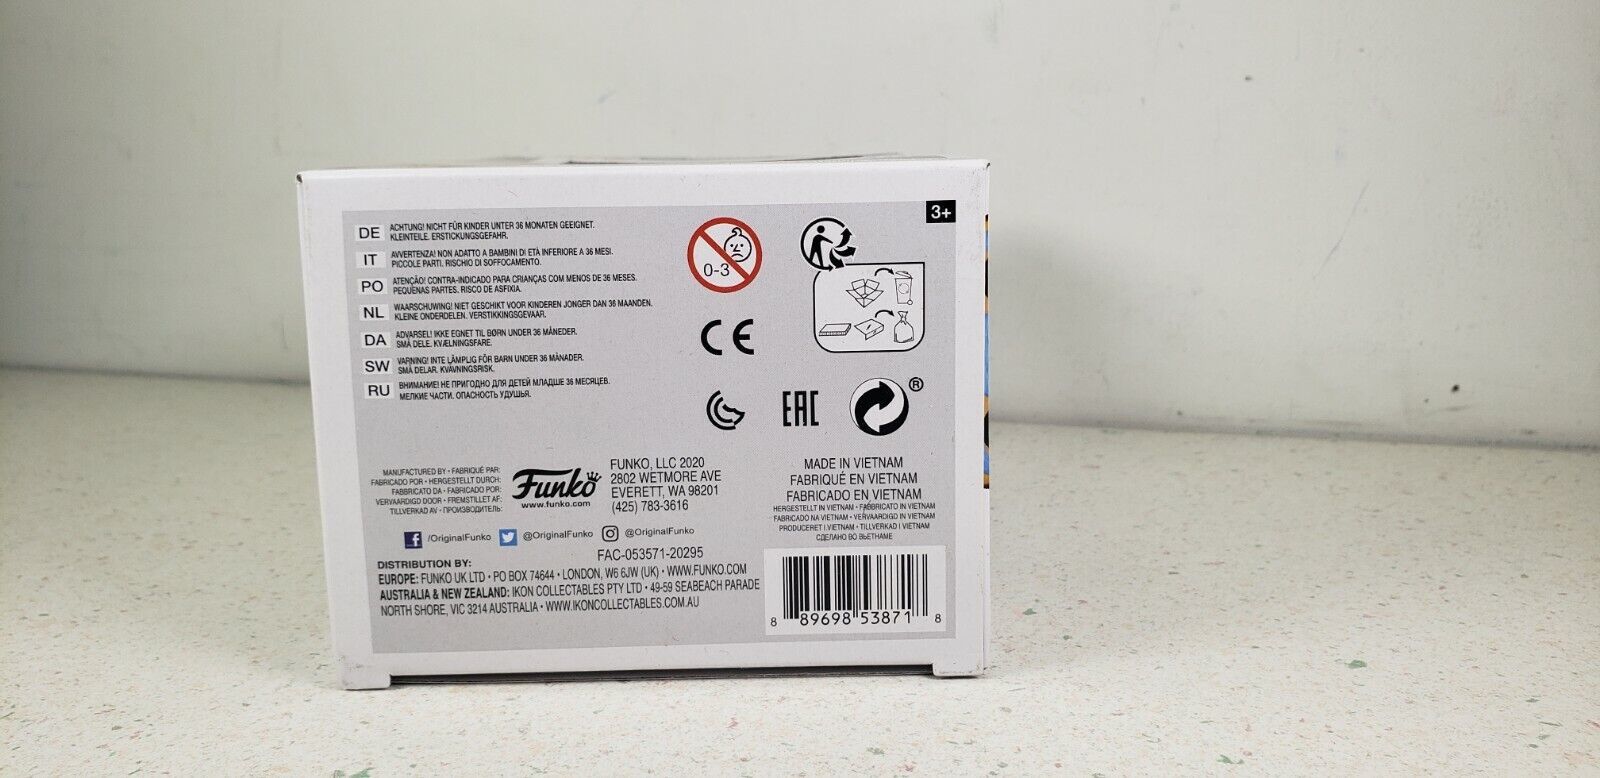 3+
DE ACHTUNG! NICHT FÜR KINDER UNTER 36 MONATEN GEEIGNET.
KLEINTEILE. ERSTICKUNGSGEFAHR.
IT AVVERTENZA! NON ADATTO A BAMBINI DI ETÀ INFERIORE A 36 MESI.
PICCOLE PARTI. RISCHIO DI SOFFOCAMENTO.
PO ATENÇÃO! CONTRA-INDICADO PARA CRIANÇAS COM MENOS DE 36 MESES.
PEQUENAS PARTES. RISCO DE ASFIXIA.
NL WAARSCHUWING! NIET GESCHIKT VOOR KINDEREN JONGER DAN 36 MAANDEN.
KLEINE ONDERDELEN. VERSTIKKINGSGEVAAR.
DA ADVARSEL! IKKE EGNET TIL BØRN UNDER 36 MÅNEDER.
SMÅ DELE. KVÆLNINGSFARE.
SW VARNING! INTE LÄMPLIG FÖR BARN UNDER 36 MÅNADER.
SMÅ DELAR. KVÄVNINGSRISK.
RU ВНИМАНИЕ! НЕ ПРИГОДНО ДЛЯ ДЕТЕЙ МЛАДШЕ 36 МЕСЯЦЕВ.
МЕЛКИЕ ЧАСТИ. ОПАСНОСТЬ УДУШЬЯ.
0-3
CE
EAC
®
MANUFACTURED BY • FABRIQUÉ PAR:
FABRICADO POR • HERGESTELLT DURCH:
FABBRICATO DA • FABRICADO POR:
VERVAARDIGD DOOR • FREMSTILLET AF:
TILLVERKAD AV • ПРОИЗВОДИТЕЛЬ:
Funko
www.funko.com
FUNKO, LLC 2020
2802 WETMORE AVE
EVERETT, WA 98201
(425) 783-3616
MADE IN VIETNAM
FABRIQUÉ EN VIETNAM
FABRICADO EN VIETNAM
HERGESTELLT IN VIETNAM • FABBRICATO IN VIETNAM
FABRICADO NA VIETNAM • VERVAARDIGD IN VIETNAM
PRODUCERET I VIETNAM • TILLVERKAD I VIETNAM
СДЕЛАНО ВО ВЬЕТНАМЕ
/OriginalFunko @OriginalFunko @OriginalFunko
FAC-053571-20295
DISTRIBUTION BY:
EUROPE: FUNKO UK LTD • PO BOX 74644 • LONDON, W6 6JW (UK) • WWW.FUNKO.COM
AUSTRALIA & NEW ZEALAND: IKON COLLECTABLES PTY LTD • 49-59 SEABEACH PARADE
NORTH SHORE, VIC 3214 AUSTRALIA • WWW.IKONCOLLECTABLES.COM.AU
8 89698 53871 8